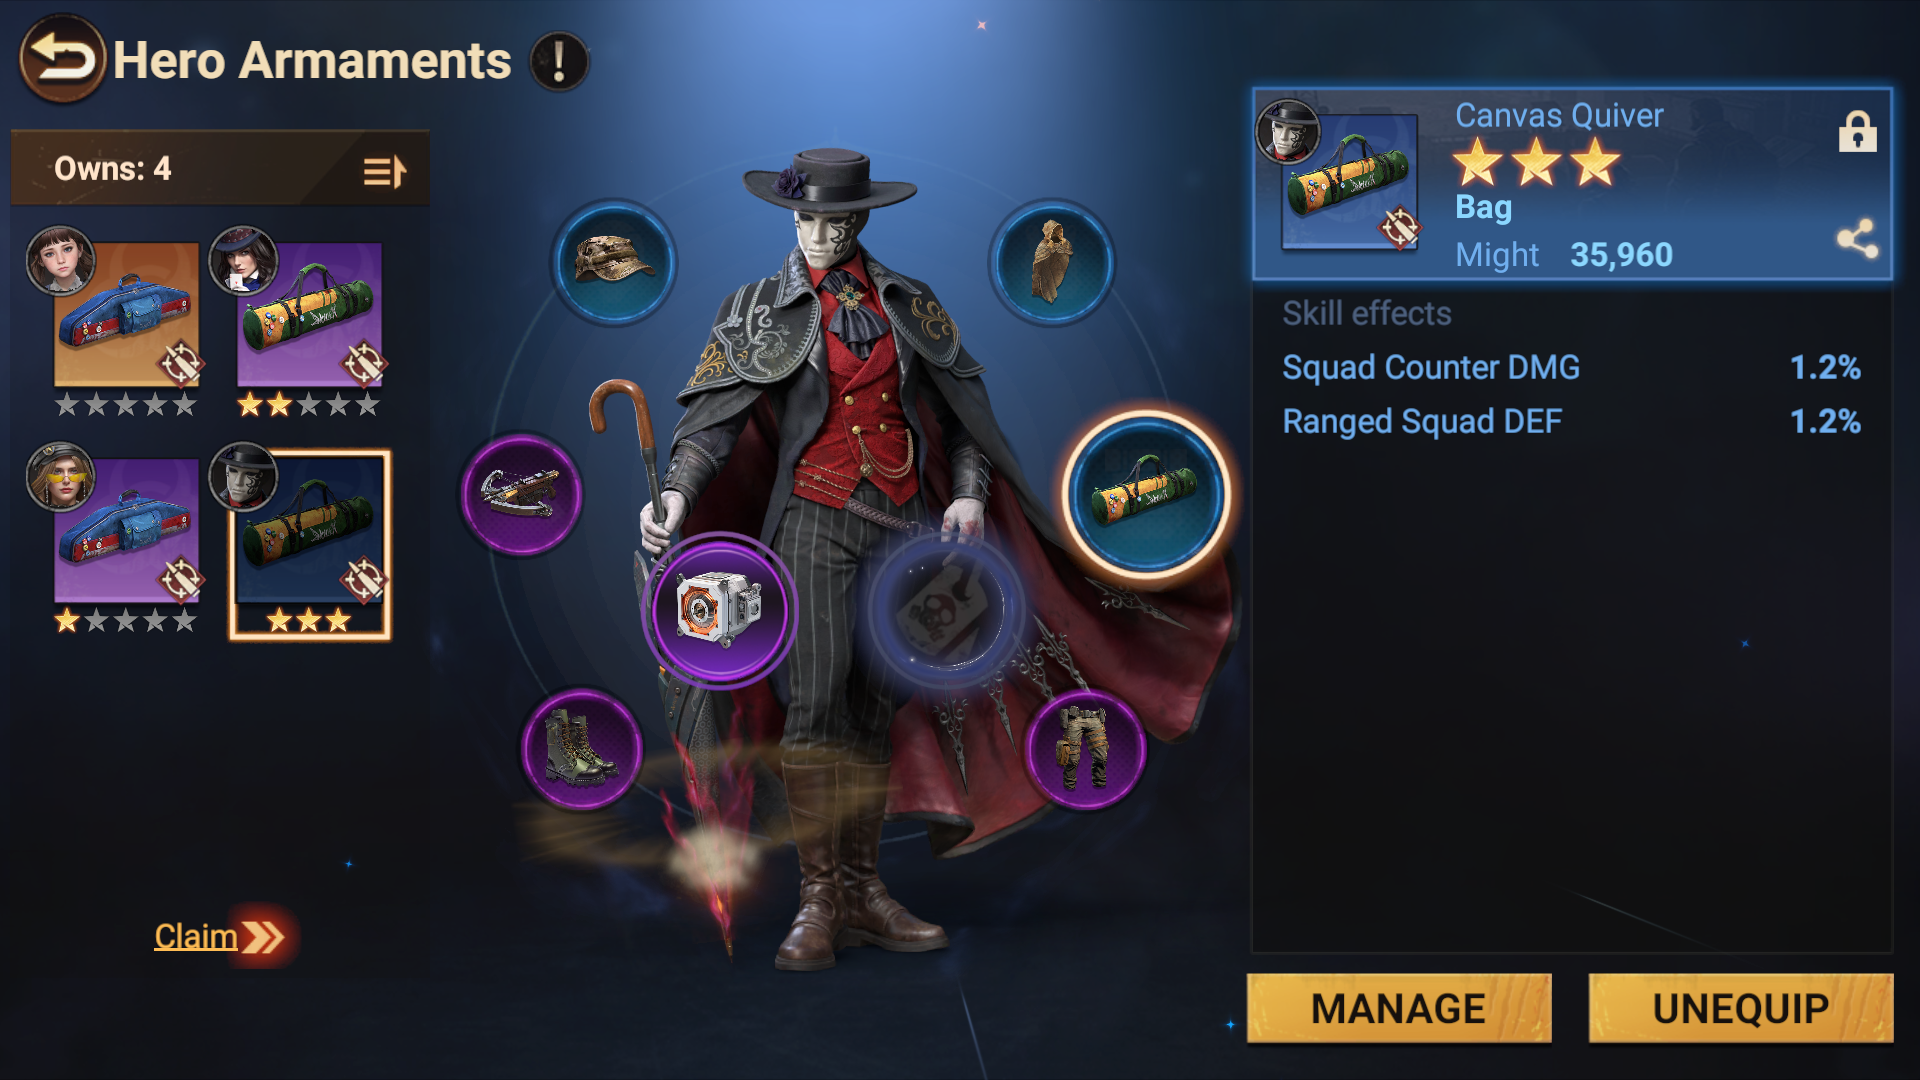 Hero Armaments
Owns: 4
Claim
Canvas Quiver
Bag
Might 35,960
Skill effects
Squad Counter DMG 1.2%
Ranged Squad DEF 1.2%
MANAGE
UNEQUIP